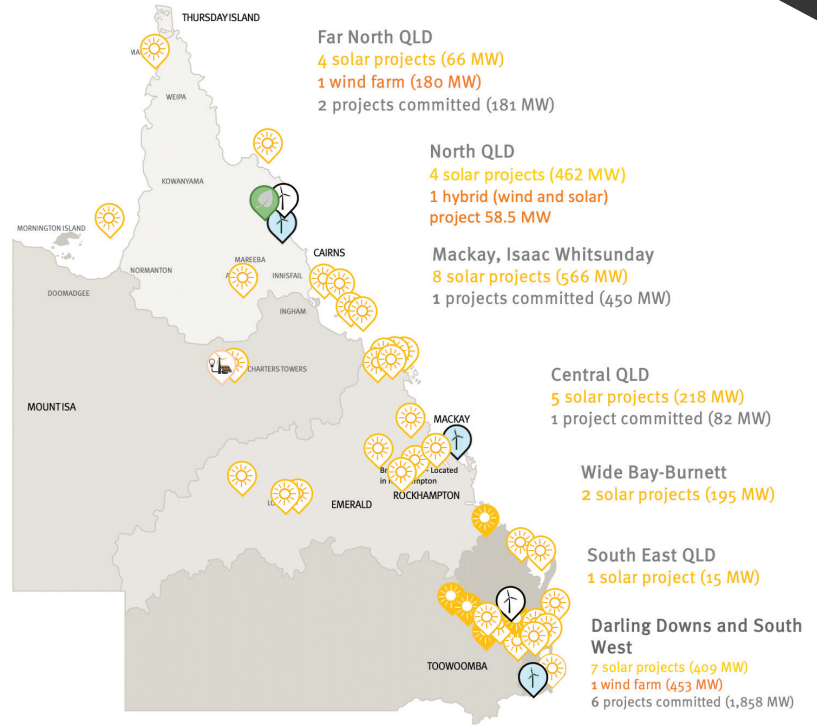 THURSDAY ISLAND
WEIPA
KOWANYAMA
MORNINGTON ISLAND
NORMANTON
DOOMADGEE
MAREEBA
CAIRNS
INNISFAIL
INGHAM
CHARTERS TOWERS
MOUNT ISA
MACKAY
Located
in
ROCKHAMPTON
EMERALD
TOOWOOMBA
Far North QLD
4 solar projects (66 MW)
1 wind farm (180 MW)
2 projects committed (181 MW)
North QLD
4 solar projects (462 MW)
1 hybrid (wind and solar)
project 58.5 MW
Mackay, Isaac Whitsunday
8 solar projects (566 MW)
1 projects committed (450 MW)
Central QLD
5 solar projects (218 MW)
1 project committed (82 MW)
Wide Bay-Burnett
2 solar projects (195 MW)
South East QLD
1 solar project (15 MW)
Darling Downs and South
West
7 solar projects (409 MW)
1 wind farm (453 MW)
6 projects committed (1,858 MW)